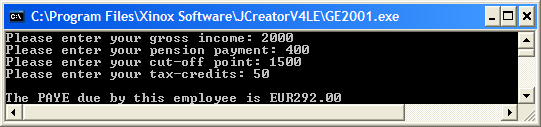 C:\Program Files\Xinox Software\JCreatorV4LE\GE2001.exe
Please enter your gross income: 2000
Please enter your pension payment: 400
Please enter your cut-off point: 1500
Please enter your tax-credits: 50
The PAYE due by this employee is EUR292.00